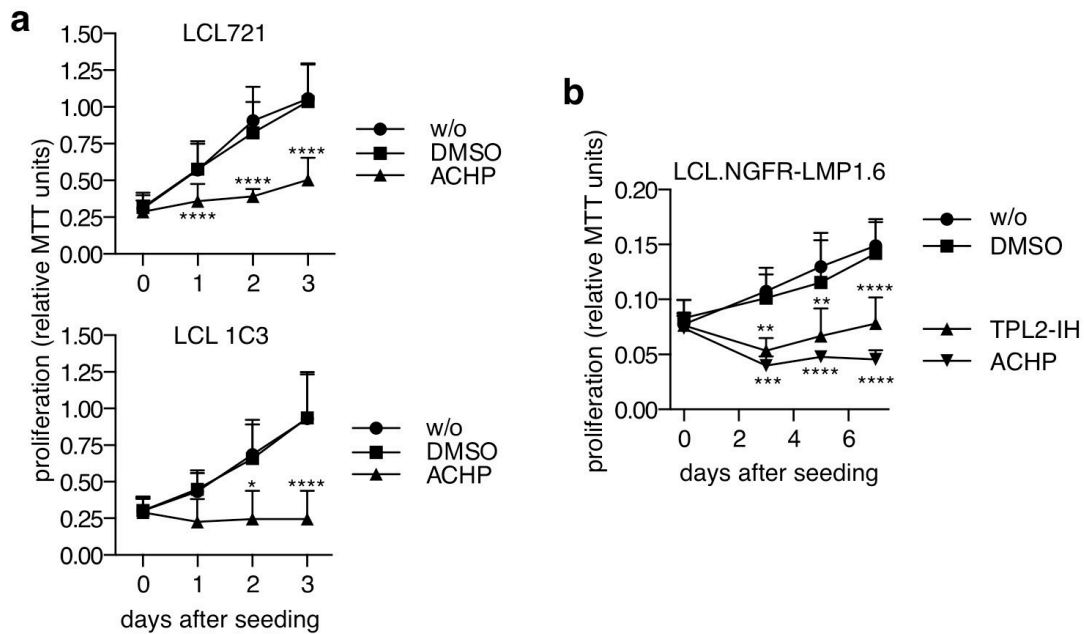 a
LCL721
proliferation (relative MTT units)
1.50
1.25
1.00
0.75
0.50
0.25
0.00
****
****
****
0 1 2 3
w/o
DMSO
ACHP
LCL 1C3
1.50
1.25
1.00
0.75
0.50
0.25
0.00
*
****
0 1 2 3
days after seeding
w/o
DMSO
ACHP
b
LCL.NGFR-LMP1.6
proliferation (relative MTT units)
0.20
0.15
0.10
0.05
0.00
**
**
****
***
****
****
0 2 4 6
days after seeding
w/o
DMSO
TPL2-IH
ACHP